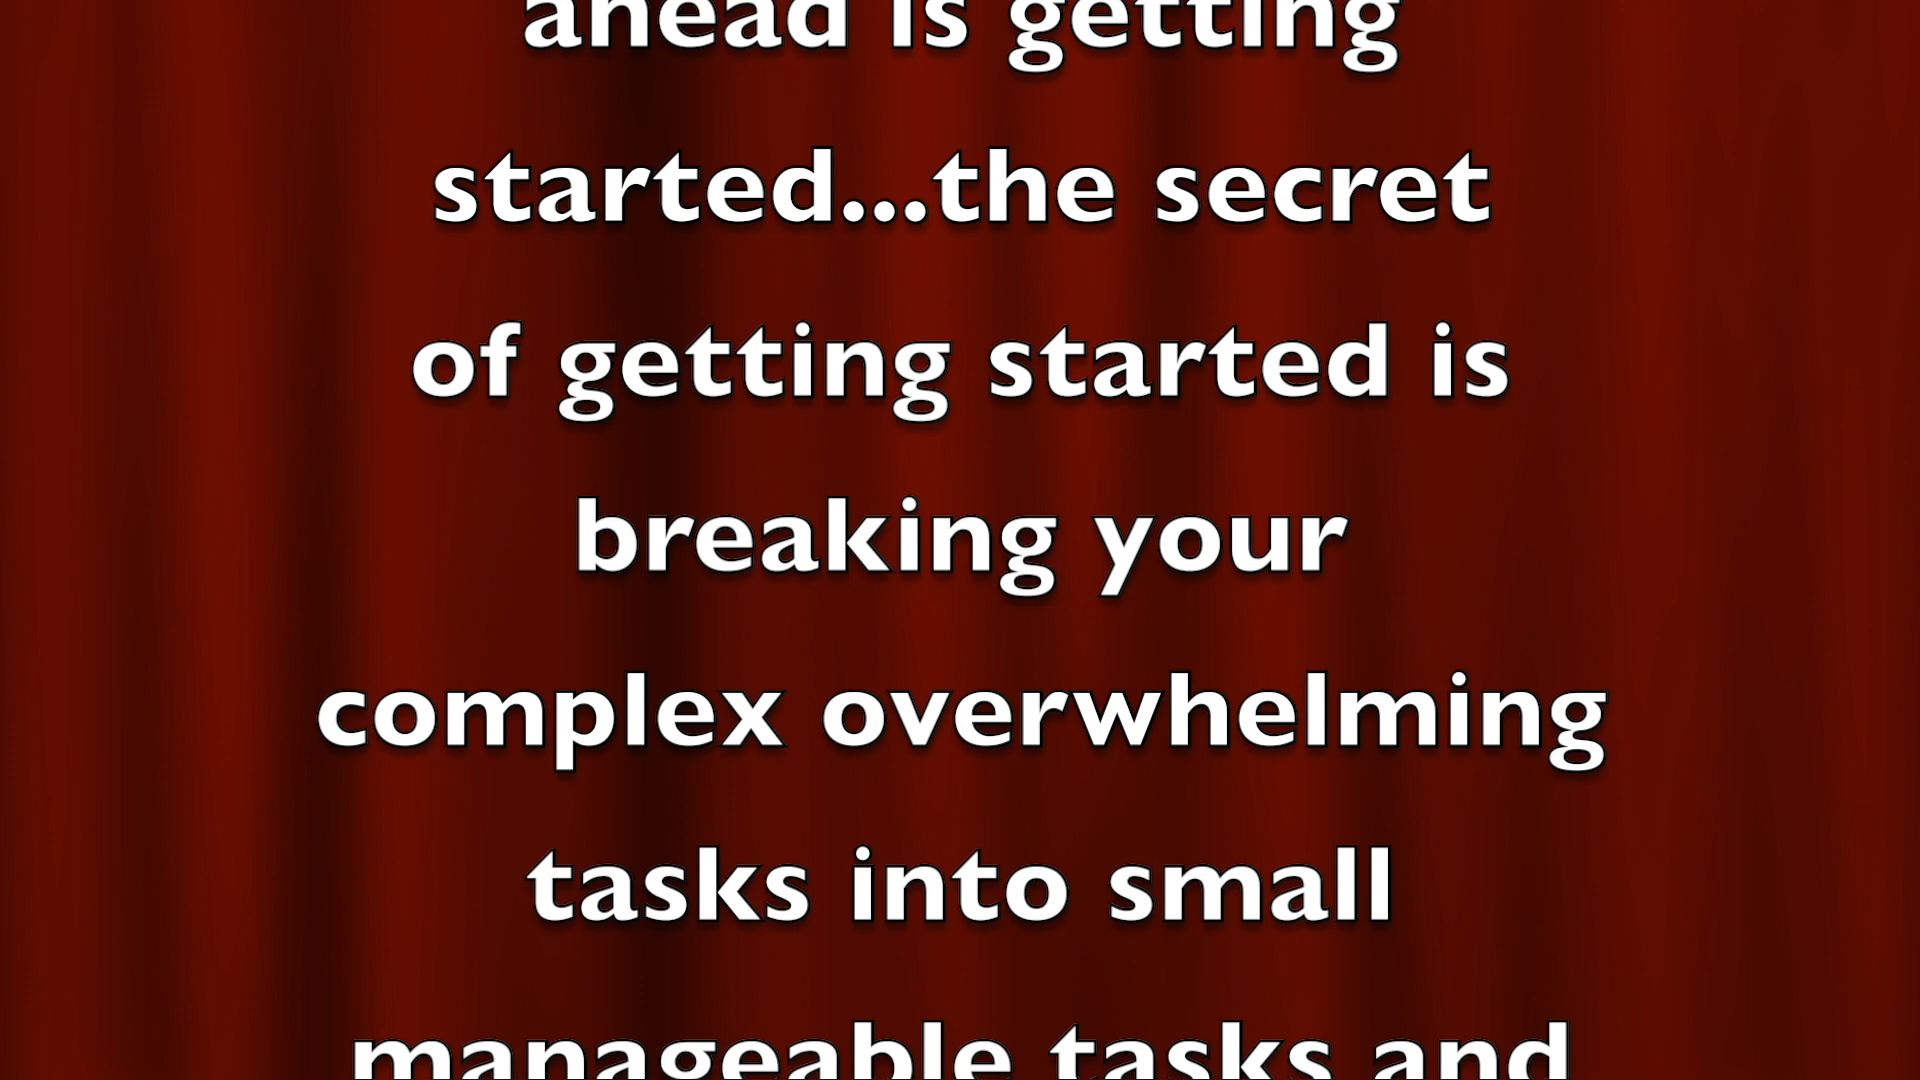 ahead is getting
started...the secret
of getting started is
breaking your
complex overwhelming
tasks into small
manageable tasks and